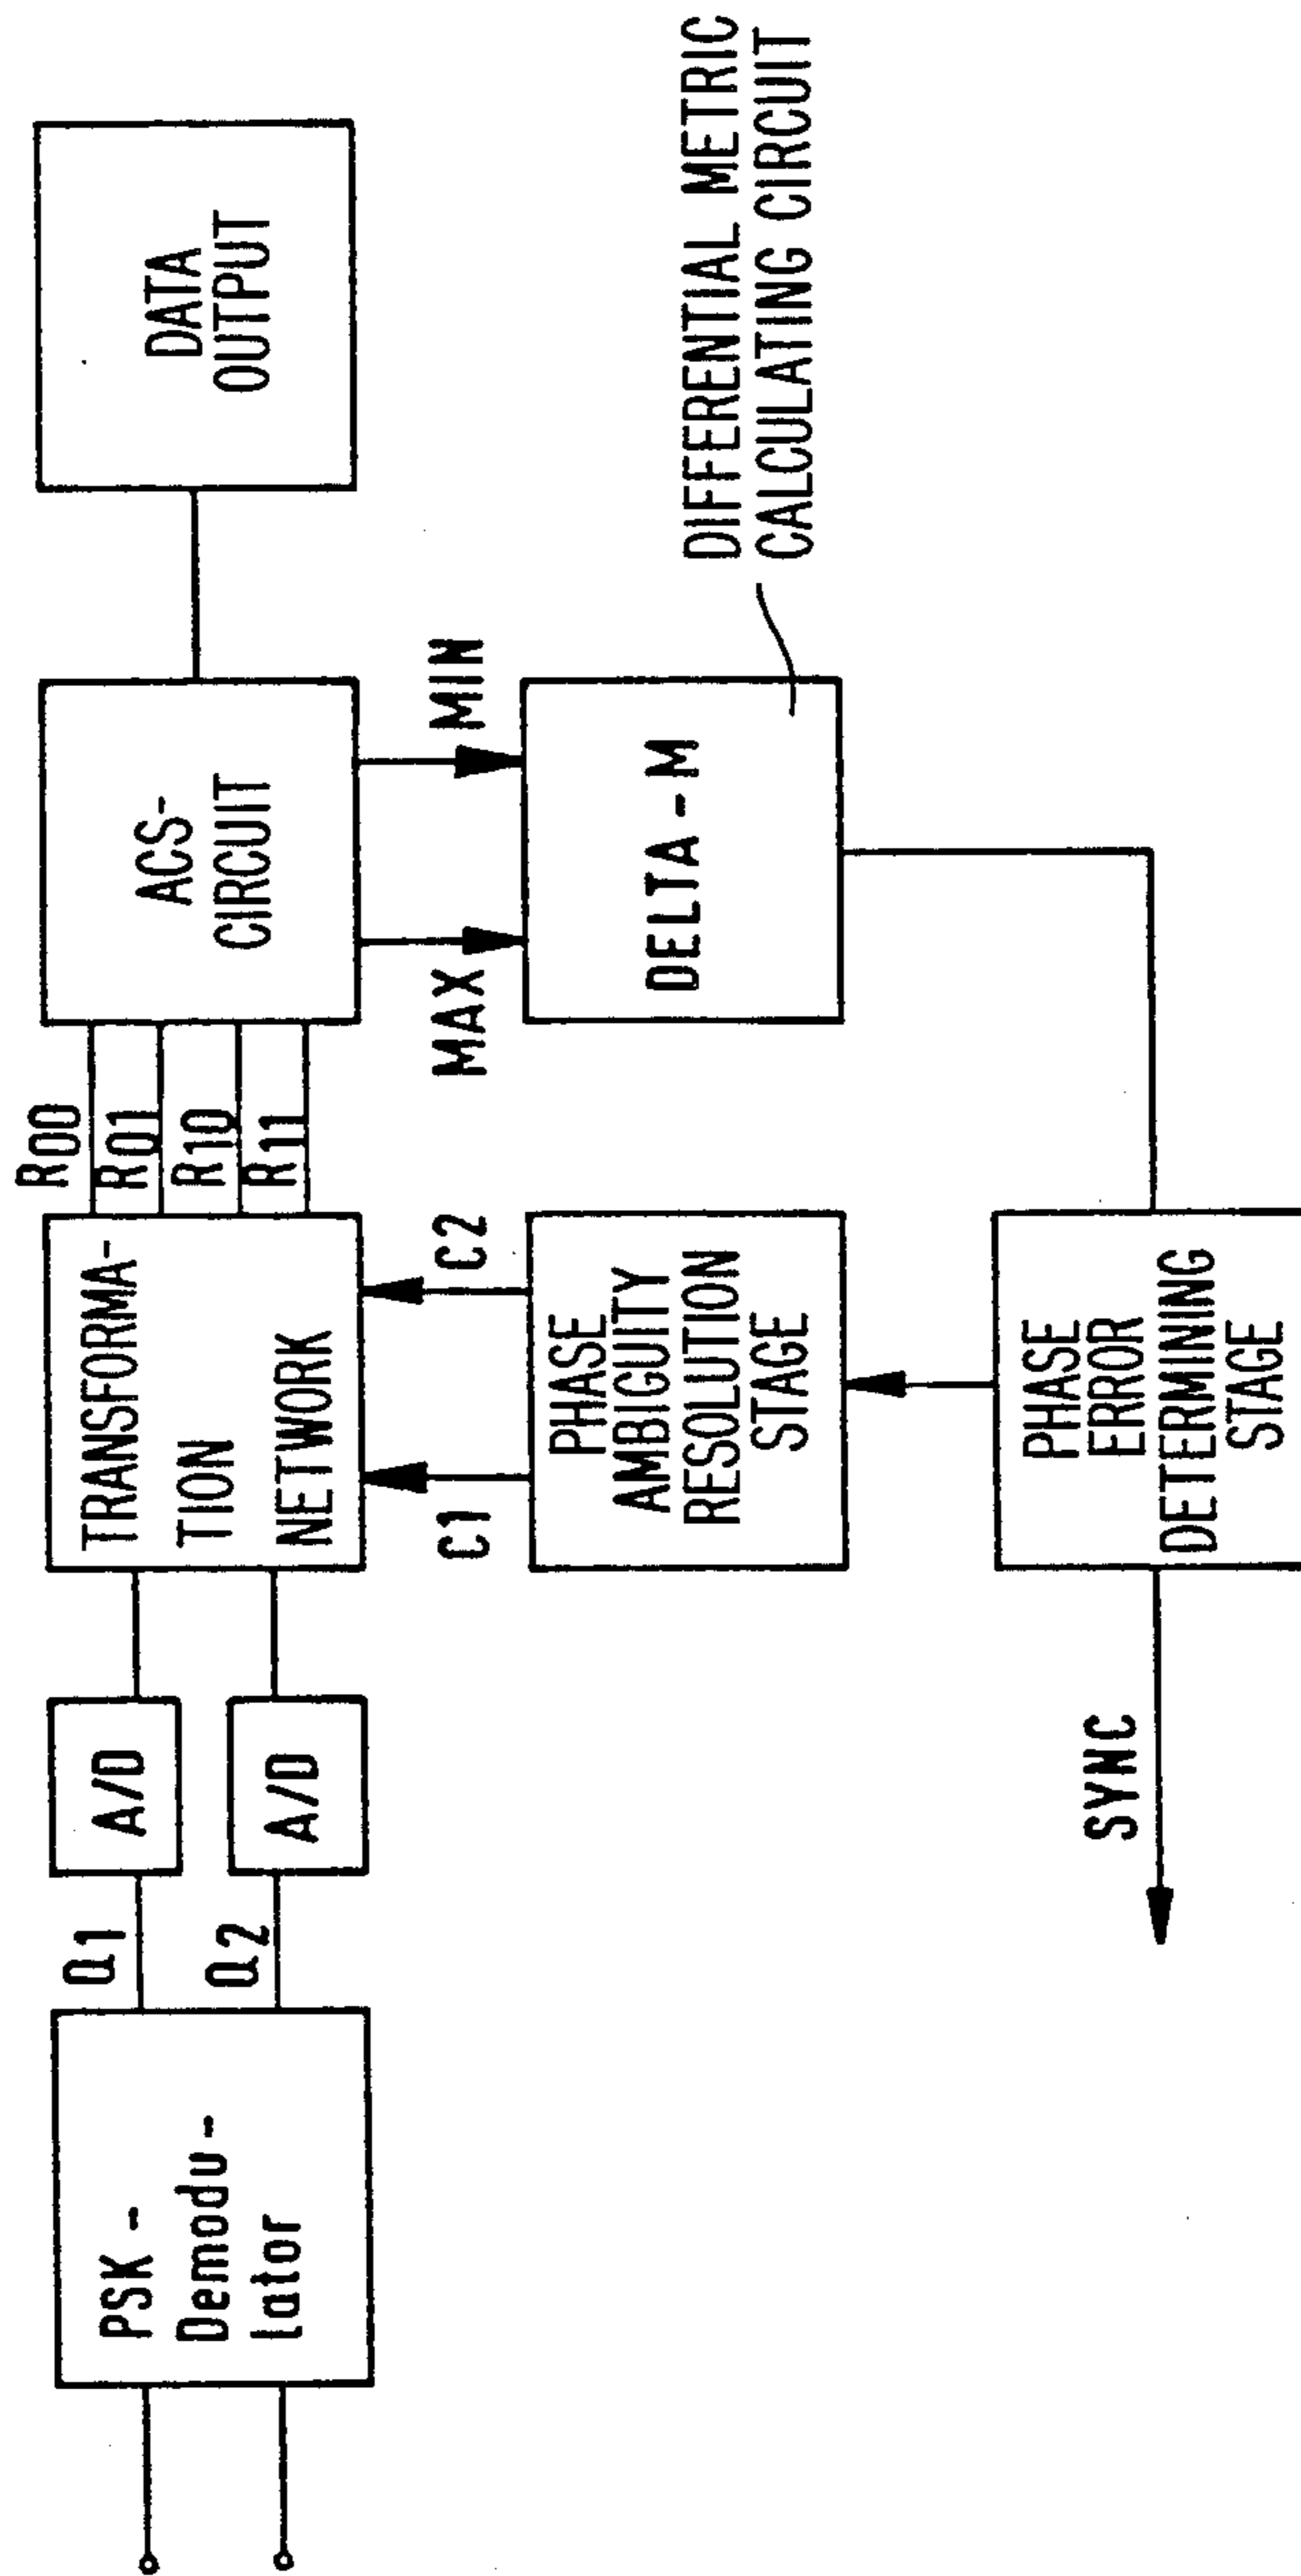 PSK-
Demodu-
lator
Q1
Q2
A/D
A/D
TRANSFORMA-
TION
NETWORK
R00
R01
R10
R11
ACS-
CIRCUIT
DATA
OUTPUT
C1
C2
MAX
MIN
PHASE
AMBIGUITY
RESOLUTION
STAGE
DELTA-M
DIFFERENTIAL METRIC
CALCULATING CIRCUIT
SYNC
PHASE
ERROR
DETERMINING
STAGE